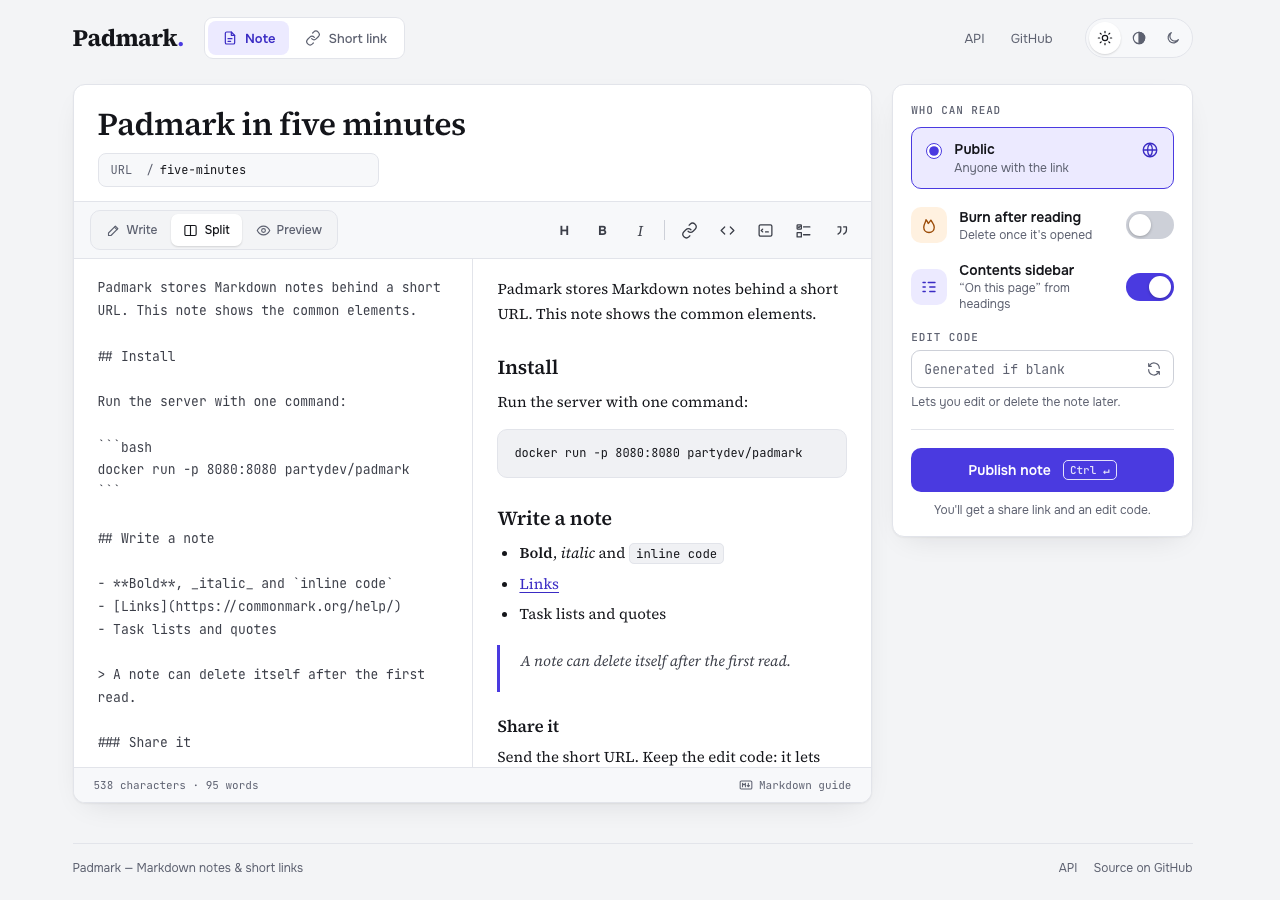 Padmark.
Note
Short link
API
GitHub
Padmark in five minutes
URL / five-minutes
Write
Split
Preview
H B I
Padmark stores Markdown notes behind a short
URL. This note shows the common elements.
## Install
Run the server with one command:
```bash
docker run -p 8080:8080 partydev/padmark
```
## Write a note
- **Bold**, _italic_ and `inline code`
- [Links](https://commonmark.org/help/)
- Task lists and quotes
> A note can delete itself after the first
read.
### Share it
Padmark stores Markdown notes behind a short
URL. This note shows the common elements.
Install
Run the server with one command:
docker run -p 8080:8080 partydev/padmark
Write a note
• Bold, italic and inline code
• Links
• Task lists and quotes
A note can delete itself after the first read.
Share it
Send the short URL. Keep the edit code: it lets
538 characters · 95 words
Markdown guide
WHO CAN READ
Public
Anyone with the link
Burn after reading
Delete once it's opened
Contents sidebar
“On this page” from
headings
EDIT CODE
Generated if blank
Lets you edit or delete the note later.
Publish note Ctrl ↵
You'll get a share link and an edit code.
Padmark — Markdown notes & short links
API
Source on GitHub